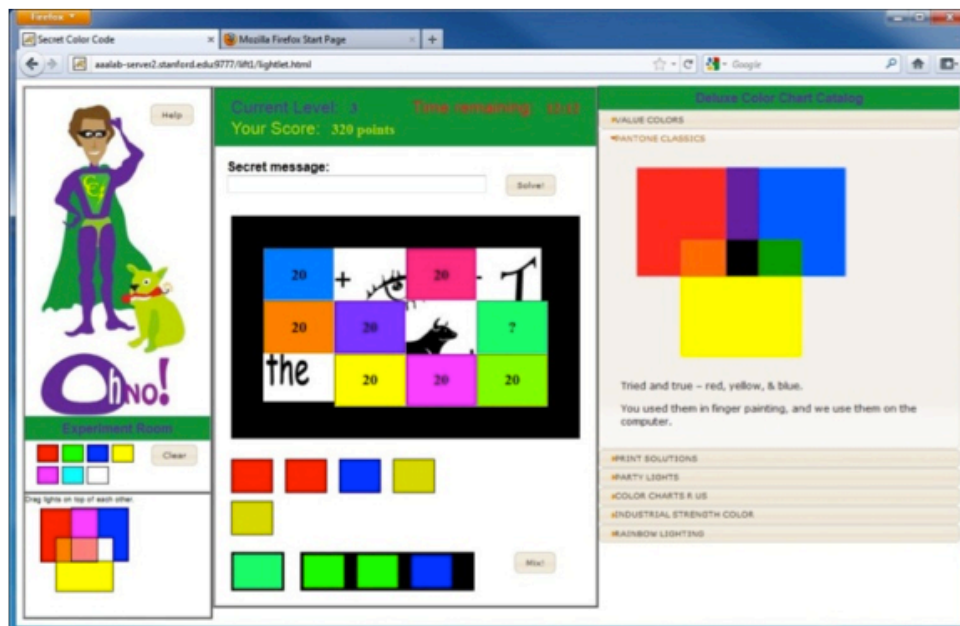 Firefox
Secret Color Code
Mozilla Firefox Start Page
aaalab-server2.stanford.edu:9777/lift1/lightlet.html
Google
Help
Oh No!
Experiment Room
Clear
Drag lights on top of each other.
Current Level: 3
Time remaining:
Your Score: 320 points
Secret message:
Solve!
20 + 20 - T
20 20 ?
the 20 20 20
Mix!
Deluxe Color Chart Catalog
VALUE COLORS
PANTONE CLASSICS
Tried and true – red, yellow, & blue.
You used them in finger painting, and we use them on the
computer.
PRINT SOLUTIONS
PARTY LIGHTS
COLOR CHARTS R US
INDUSTRIAL STRENGTH COLOR
RAINBOW LIGHTING